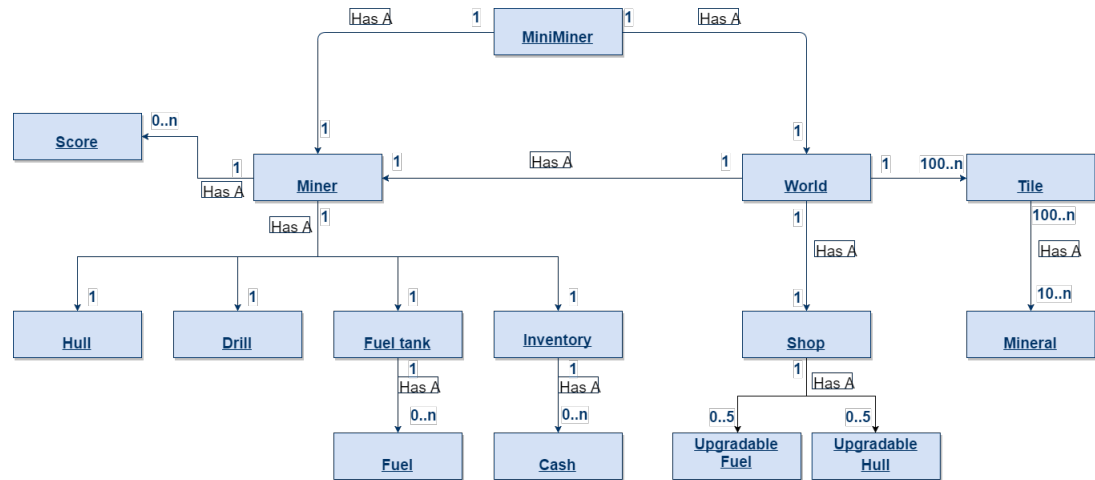 Has A
1
MiniMiner
1
Has A
0..n
Score
1
1
1
Has A
Miner
1
Has A
1
World
1
100..n
Tile
1
Has A
1
Has A
100..n
Has A
1
1
1
1
1
10..n
Hull
Drill
Fuel tank
Inventory
Shop
Mineral
1
Has A
1
Has A
1
Has A
0..n
0..n
0..5
0..5
Fuel
Cash
Upgradable
Fuel
Upgradable
Hull